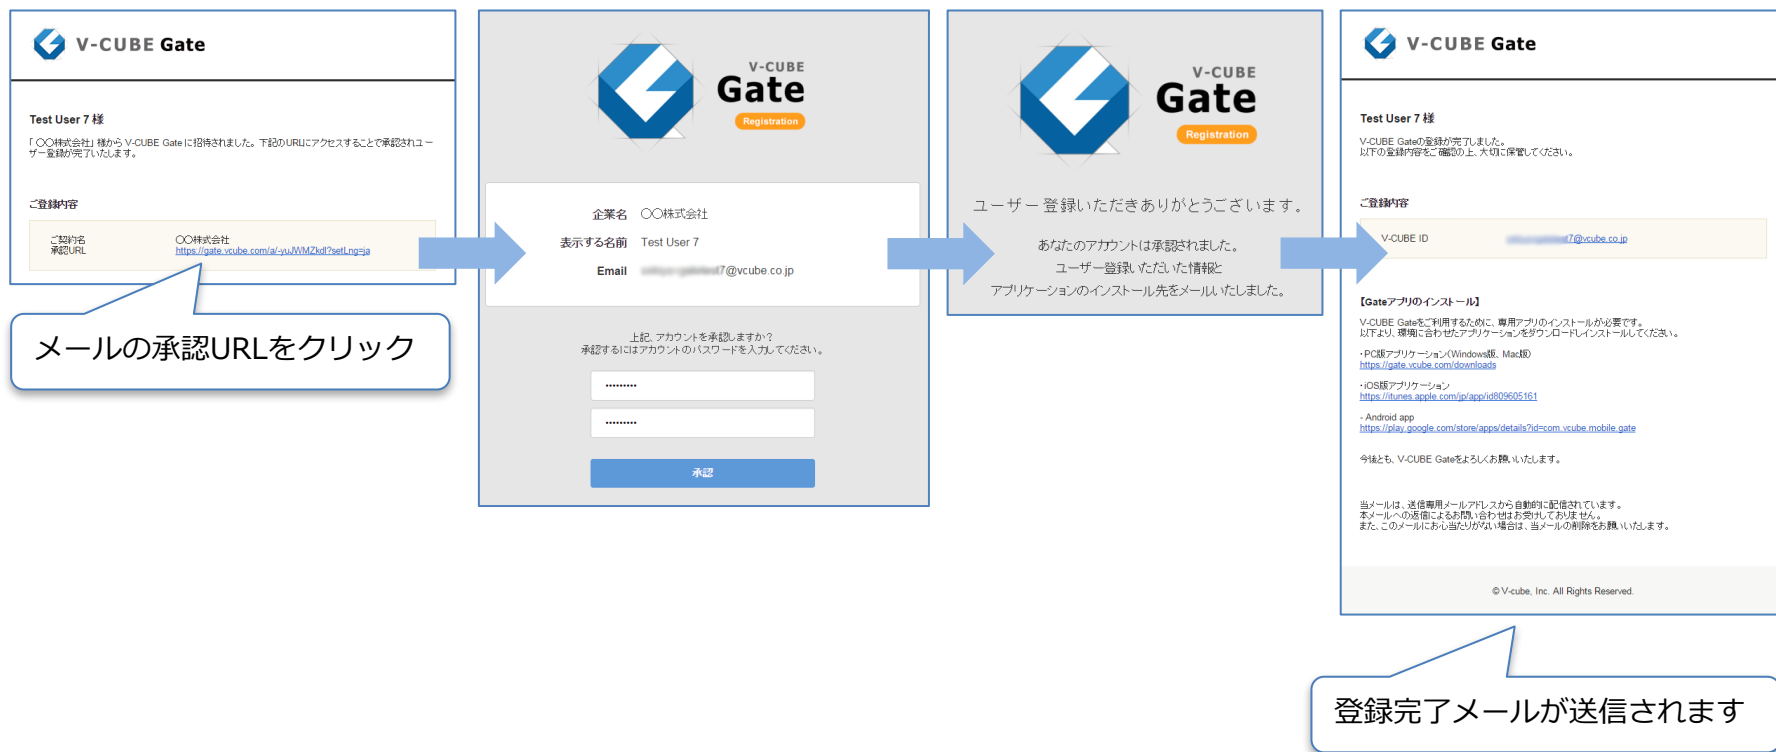 V-CUBE Gate
Test User 7 様
「〇〇株式会社」様から V-CUBE Gate に招待されました。下記のURLにアクセスすることで承認されユー
ザー登録が完了いたします。
ご登録内容
ご契約名 〇〇株式会社
承認URL https://gate.vcube.com/a/-yuJWMZkdl?setLng=ja
メールの承認URLをクリック
V-CUBE
Gate
Registration
企業名 〇〇株式会社
表示する名前 Test User 7
Email 7@vcube.co.jp
上記、アカウントを承認しますか？
承認するにはアカウントのパスワードを入力してください。
•••••••••
•••••••••
承認
V-CUBE
Gate
Registration
ユーザー登録いただきありがとうございます。
あなたのアカウントは承認されました。
ユーザー登録いただいた情報と
アプリケーションのインストール先をメールいたしました。
V-CUBE Gate
Test User 7 様
V-CUBE Gateの登録が完了しました。
以下の登録内容をご確認の上、大切に保管してください。
ご登録内容
V-CUBE ID t7@vcube.co.jp
【Gateアプリのインストール】
V-CUBE Gateをご利用するために、専用アプリのインストールが必要です。
以下より、環境に合わせたアプリケーションをダウンロードしインストールしてください。
・PC版アプリケーション(Windows版、Mac版)
https://gate.vcube.com/downloads
・iOS版アプリケーション
https://itunes.apple.com/jp/app/id809605161
- Android app
https://play.google.com/store/apps/details?id=com.vcube.mobile.gate
今後とも、V-CUBE Gateをよろしくお願いいたします。
当メールは、送信専用メールアドレスから自動的に配信されています。
本メールへの返信によるお問い合わせはお受けしておりません。
また、このメールにお心当たりがない場合は、当メールの削除をお願いいたします。
© V-cube, Inc. All Rights Reserved.
登録完了メールが送信されます